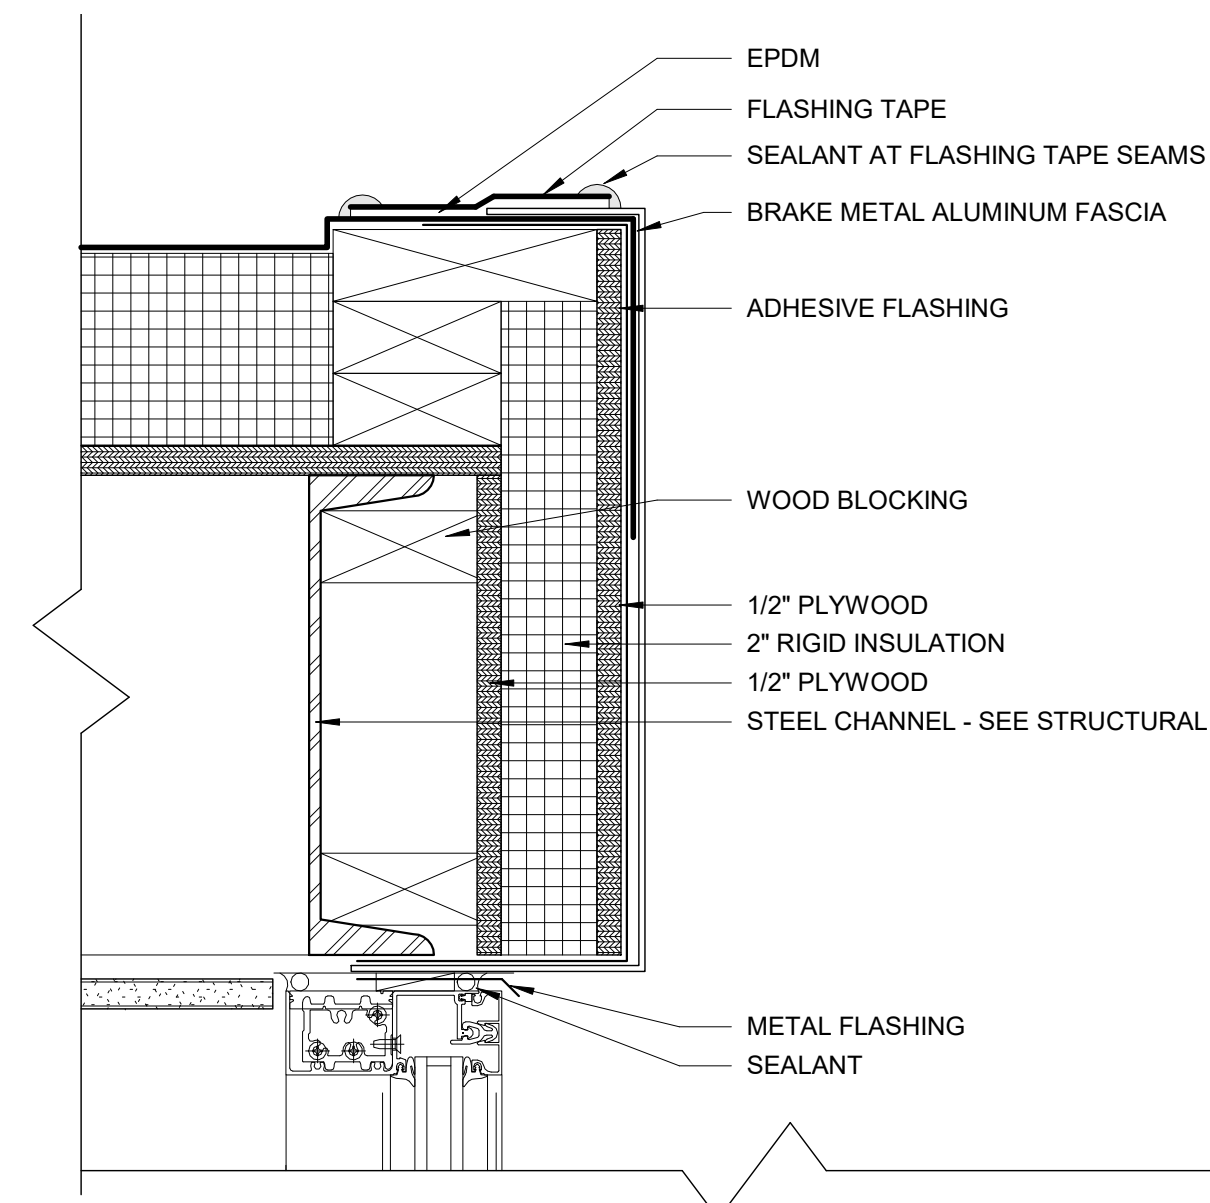 EPDM
FLASHING TAPE
SEALANT AT FLASHING TAPE SEAMS
BRAKE METAL ALUMINUM FASCIA
ADHESIVE FLASHING
WOOD BLOCKING
1/2" PLYWOOD
2" RIGID INSULATION
1/2" PLYWOOD
STEEL CHANNEL - SEE STRUCTURAL
METAL FLASHING
SEALANT